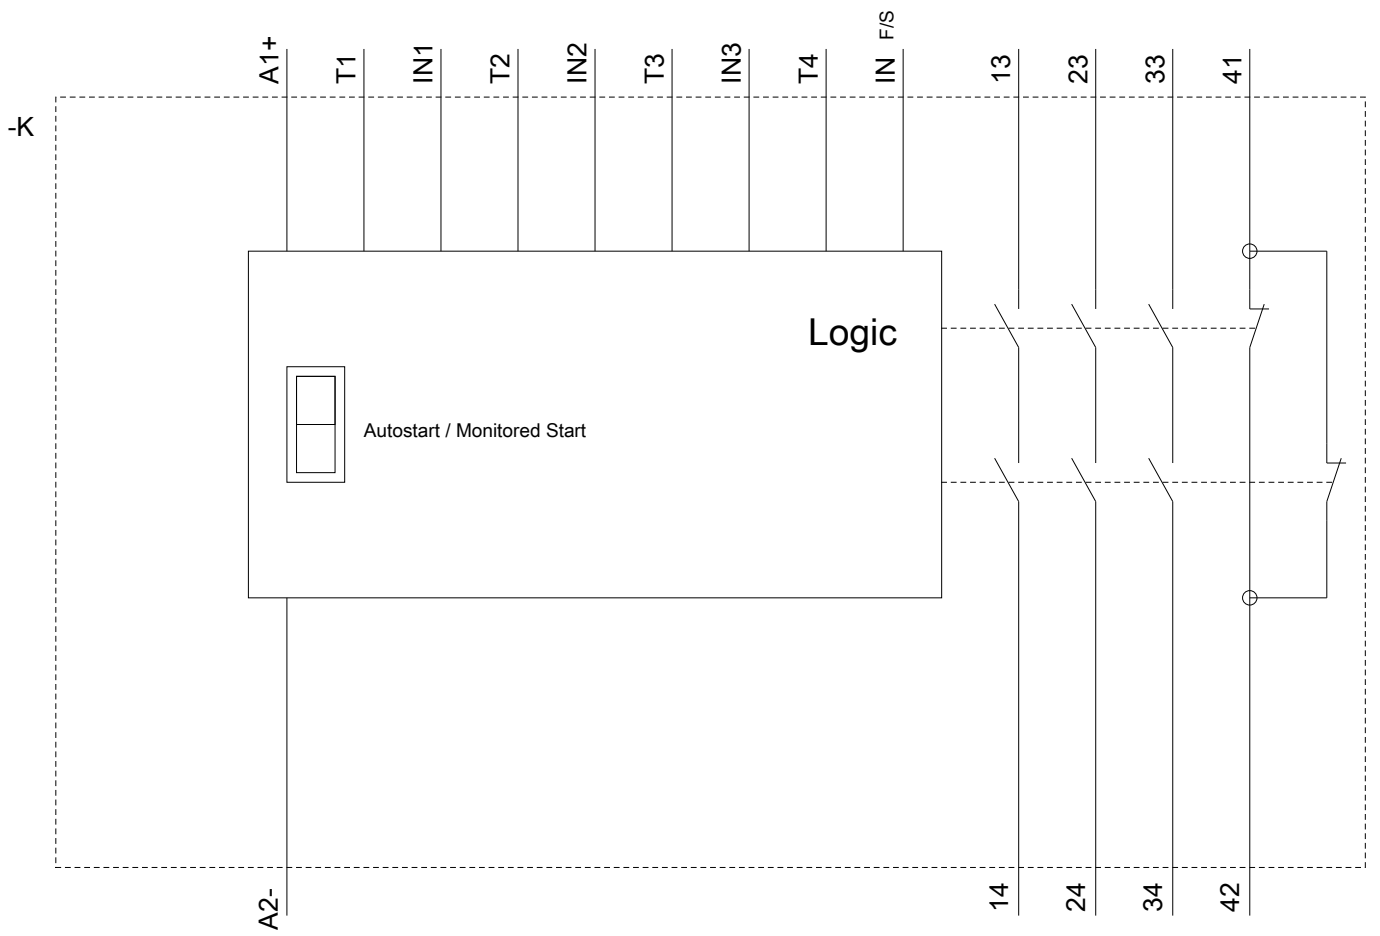 A1+
T1
IN1
T2
IN2
T3
IN3
T4
IN F/S
13
23
33
41
-K
Logic
Autostart / Monitored Start
A2-
14
24
34
42